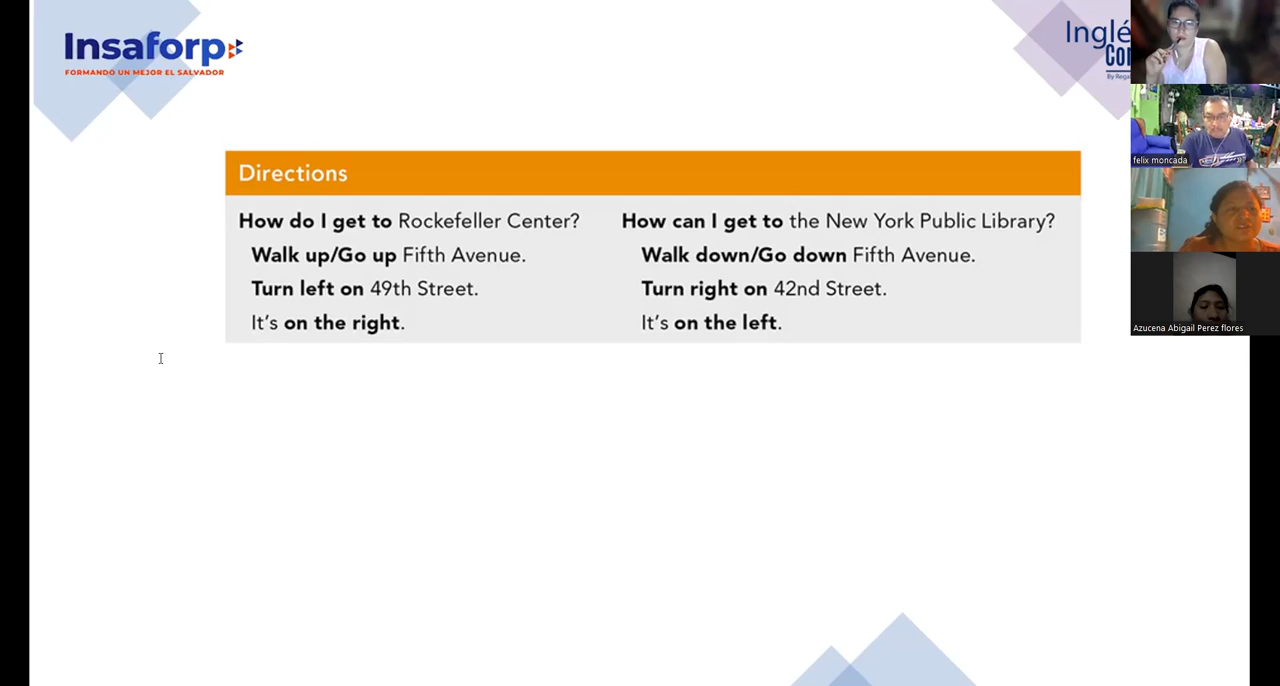 Insaforp
FORMANDO UN MEJOR EL SALVADOR
Directions
How do I get to Rockefeller Center?
Walk up/Go up Fifth Avenue.
Turn left on 49th Street.
It's on the right.
How can I get to the New York Public Library?
Walk down/Go down Fifth Avenue.
Turn right on 42nd Street.
It's on the left.
felix moncada
Azucena Abigail Perez flores